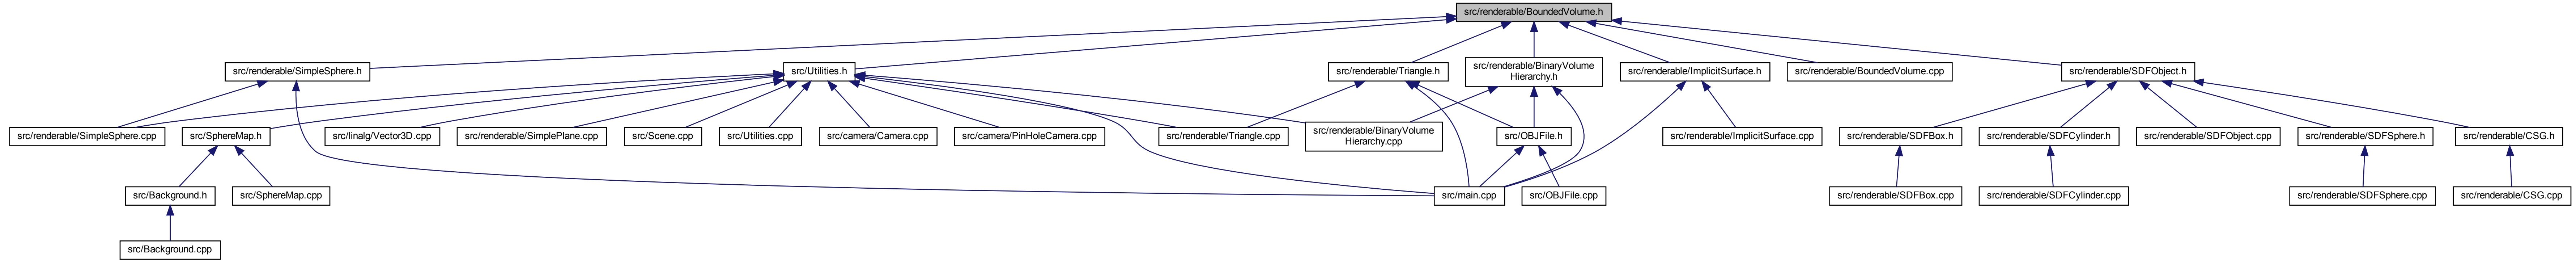 src/renderable/BoundedVolume.h
src/renderable/SimpleSphere.h
src/Utilities.h
src/renderable/Triangle.h
src/renderable/BinaryVolume
Hierarchy.h
src/renderable/ImplicitSurface.h
src/renderable/BoundedVolume.cpp
src/renderable/SDFObject.h
src/renderable/SimpleSphere.cpp
src/SphereMap.h
src/linalg/Vector3D.cpp
src/renderable/SimplePlane.cpp
src/Scene.cpp
src/Utilities.cpp
src/camera/Camera.cpp
src/camera/PinHoleCamera.cpp
src/renderable/Triangle.cpp
src/renderable/BinaryVolume
Hierarchy.cpp
src/OBJFile.h
src/renderable/ImplicitSurface.cpp
src/renderable/SDFBox.h
src/renderable/SDFCylinder.h
src/renderable/SDFObject.cpp
src/renderable/SDFSphere.h
src/renderable/CSG.h
src/Background.h
src/SphereMap.cpp
src/main.cpp
src/OBJFile.cpp
src/renderable/SDFBox.cpp
src/renderable/SDFCylinder.cpp
src/renderable/SDFSphere.cpp
src/renderable/CSG.cpp
src/Background.cpp